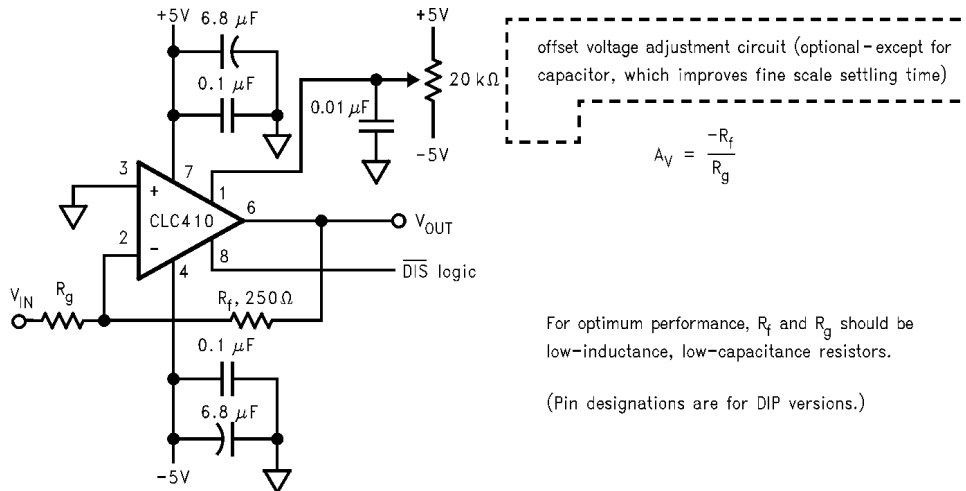 +5V
6.8 μF
0.1 μF
+5V
20 kΩ
0.01 μF
-5V
offset voltage adjustment circuit (optional-except for
capacitor, which improves fine scale settling time)
A_V = -R_f / R_g
3
7
1
+
CLC410
6
V_OUT
2
-
8
4
DIS logic
V_IN
R_g
R_f, 250Ω
0.1 μF
6.8 μF
-5V
For optimum performance, R_f and R_g should be
low-inductance, low-capacitance resistors.
(Pin designations are for DIP versions.)